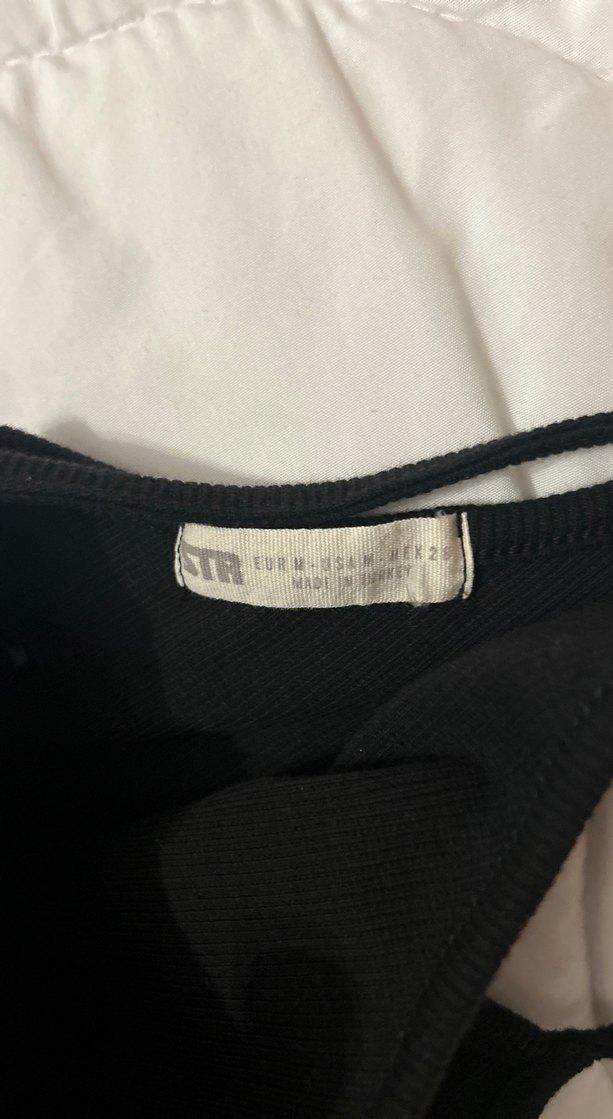 STR
EUR M - USA M - MEX 28
MADE IN TURKEY